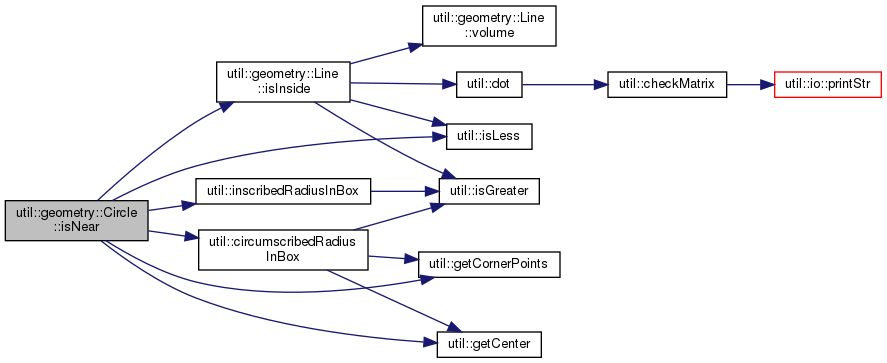 util::geometry::Circle
::isNear
util::geometry::Line
::isInside
util::inscribedRadiusInBox
util::circumscribedRadius
InBox
util::geometry::Line
::volume
util::dot
util::isLess
util::isGreater
util::getCornerPoints
util::getCenter
util::checkMatrix
util::io::printStr